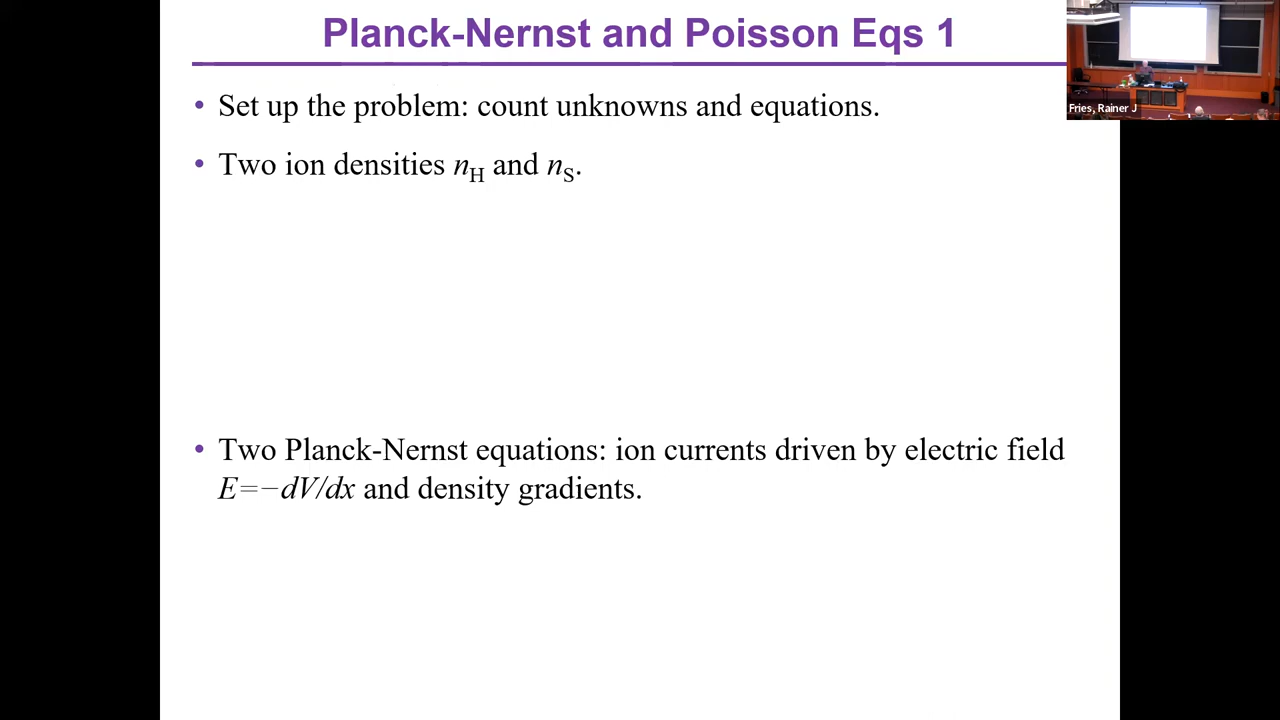 Planck-Nernst and Poisson Eqs 1
• Set up the problem: count unknowns and equations.
• Two ion densities nH and nS.
• Two Planck-Nernst equations: ion currents driven by electric field
E=−dV/dx and density gradients.
Fries, Rainer J